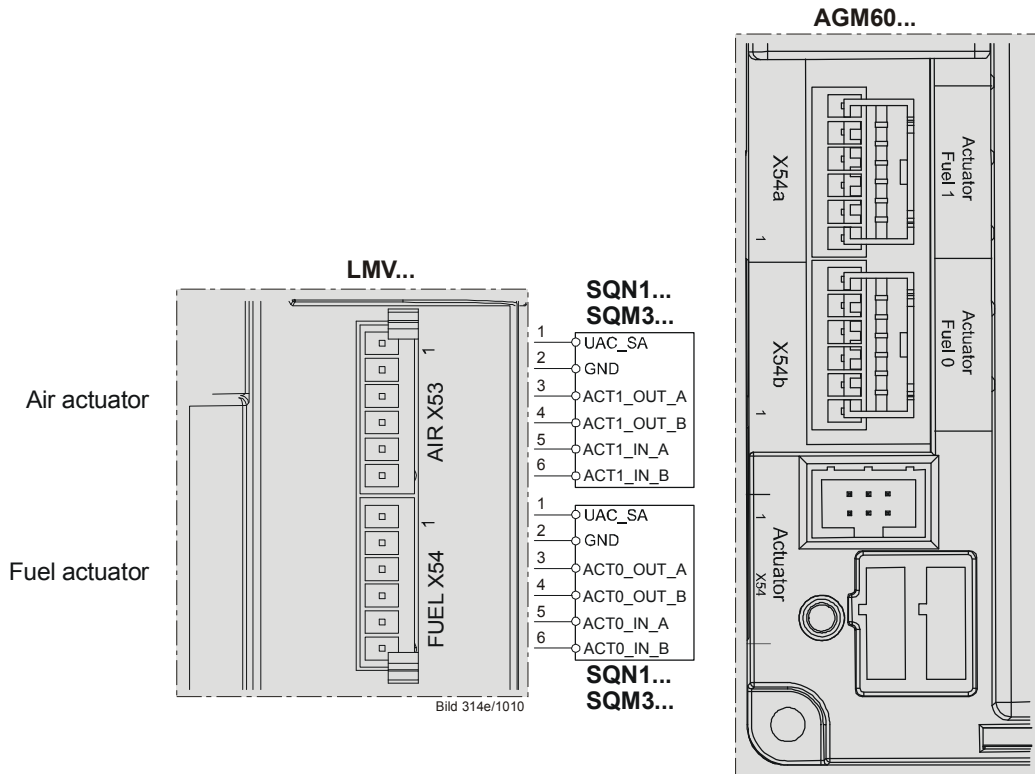 AGM60...
X54a
1
Actuator
Fuel 1
X54b
1
Actuator
Fuel 0
1
Actuator
X54
LMV...
Air actuator
1
AIR X53
Fuel actuator
1
FUEL X54
SQN1...
SQM3...
1 UAC_SA
2 GND
3 ACT1_OUT_A
4 ACT1_OUT_B
5 ACT1_IN_A
6 ACT1_IN_B
1 UAC_SA
2 GND
3 ACT0_OUT_A
4 ACT0_OUT_B
5 ACT0_IN_A
6 ACT0_IN_B
SQN1...
SQM3...
Bild 314e/1010